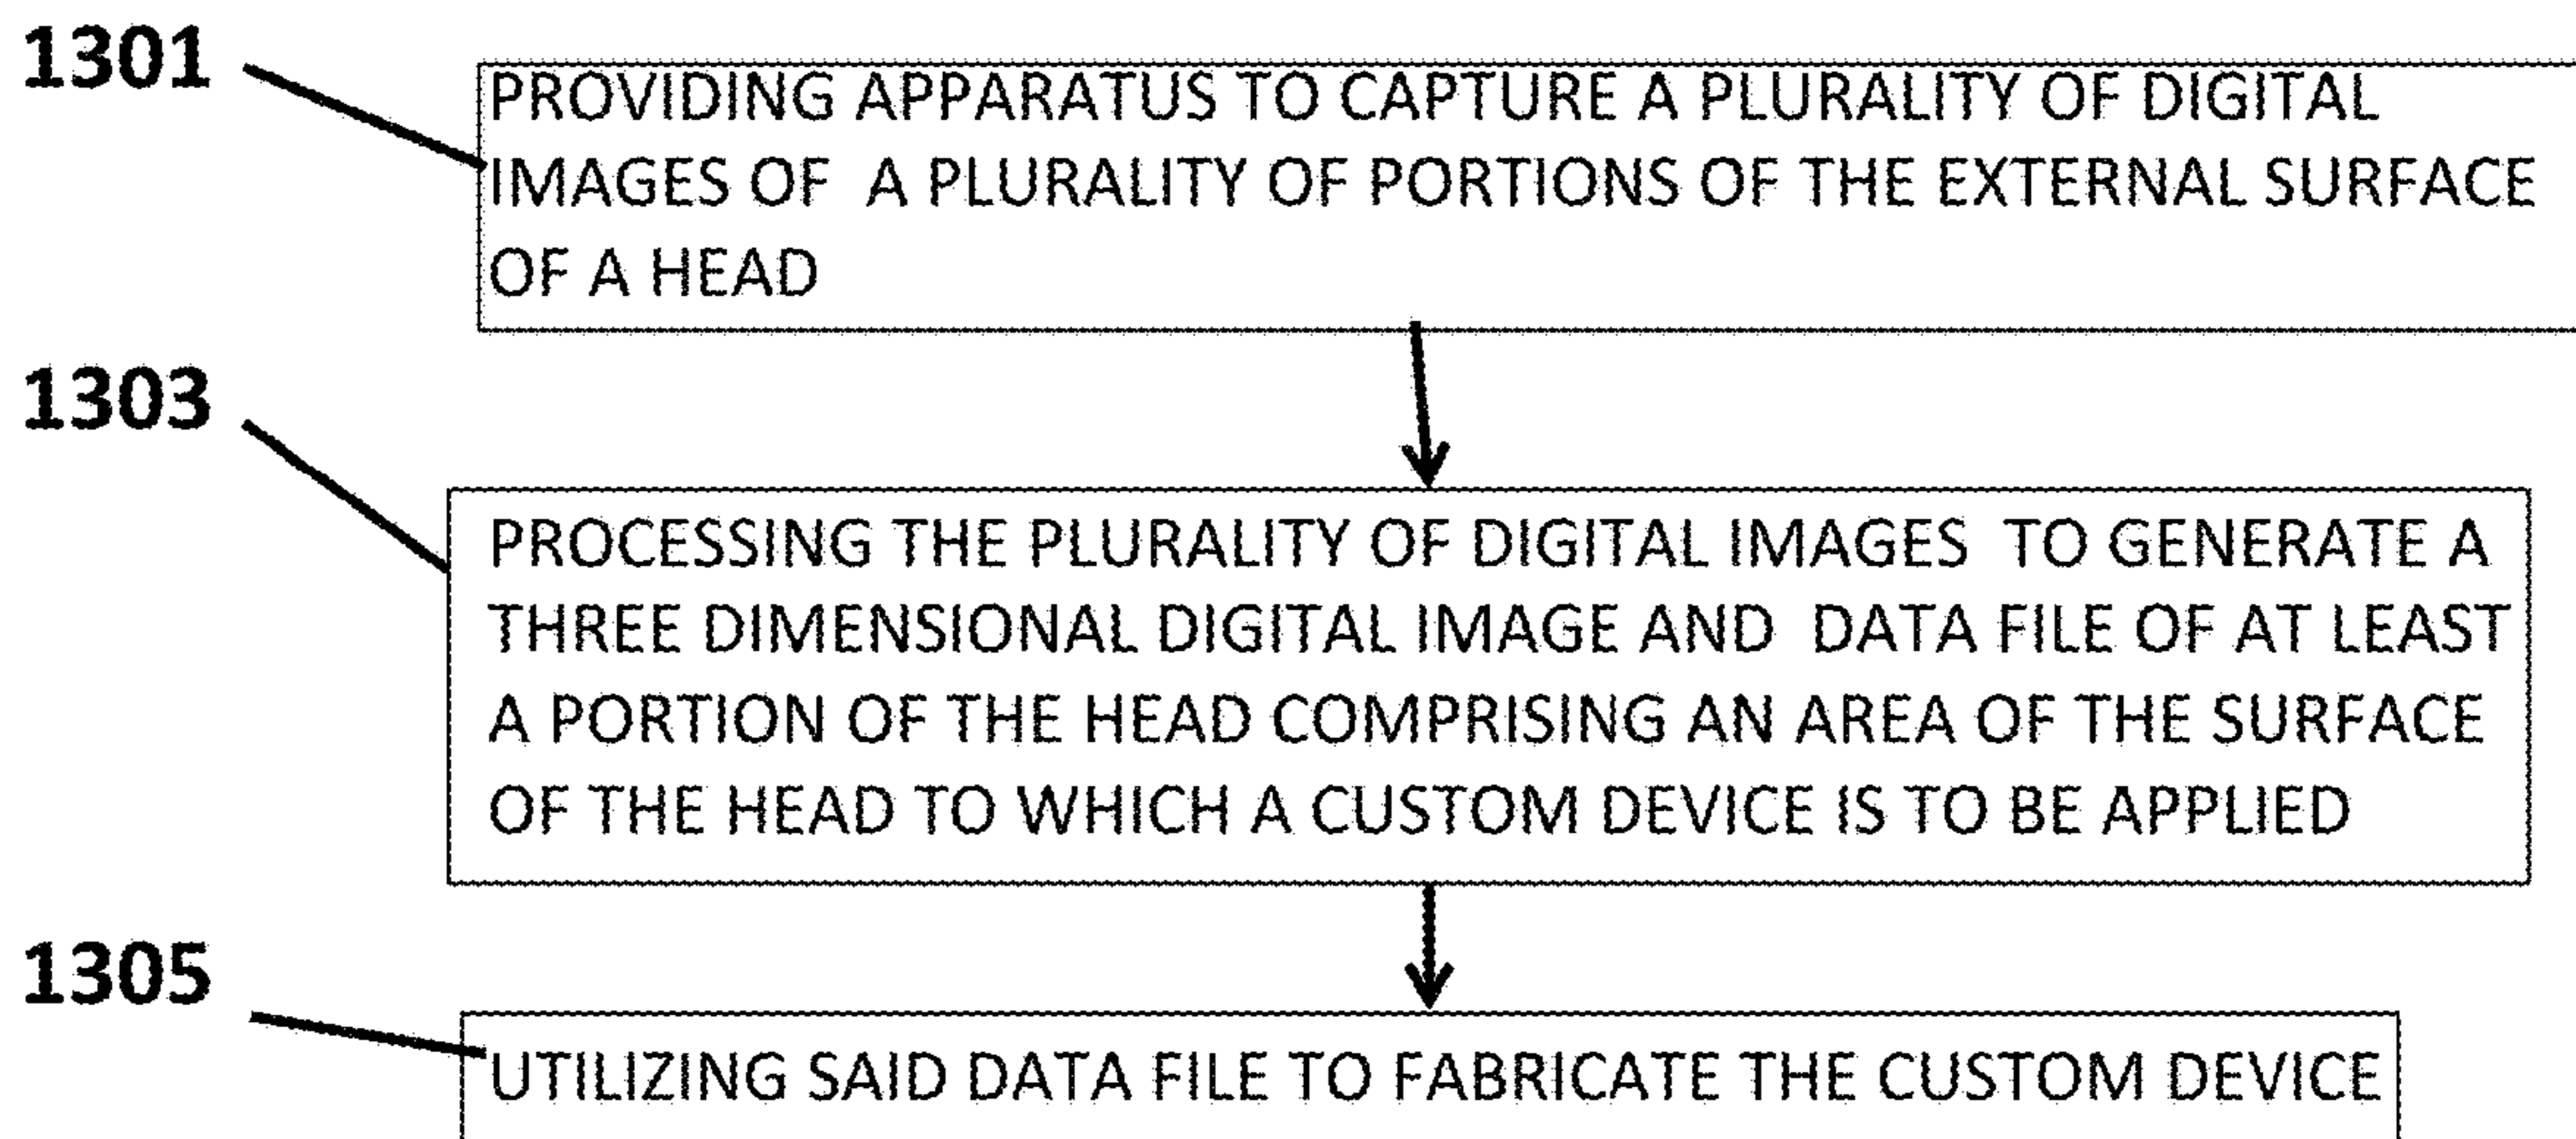 1301
PROVIDING APPARATUS TO CAPTURE A PLURALITY OF DIGITAL
IMAGES OF A PLURALITY OF PORTIONS OF THE EXTERNAL SURFACE
OF A HEAD
1303
PROCESSING THE PLURALITY OF DIGITAL IMAGES TO GENERATE A
THREE DIMENSIONAL DIGITAL IMAGE AND DATA FILE OF AT LEAST
A PORTION OF THE HEAD COMPRISING AN AREA OF THE SURFACE
OF THE HEAD TO WHICH A CUSTOM DEVICE IS TO BE APPLIED
1305
UTILIZING SAID DATA FILE TO FABRICATE THE CUSTOM DEVICE